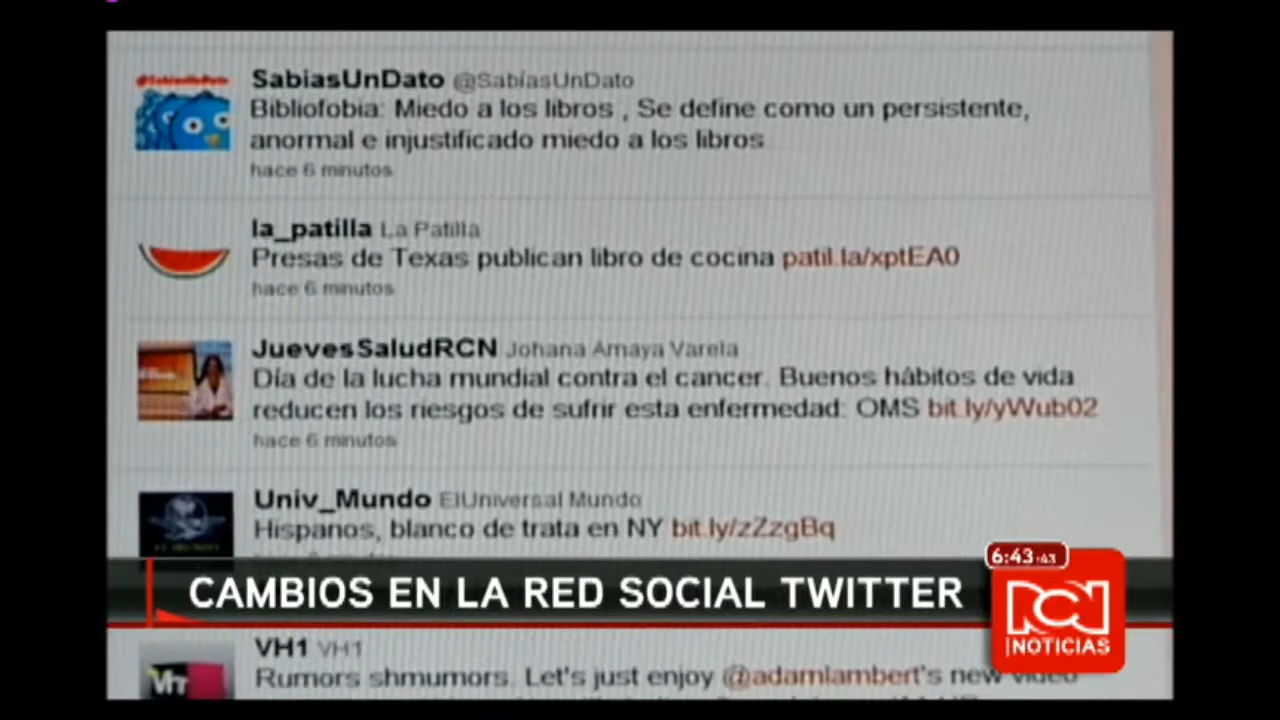 SabiasUnDato @SabíasUnDato
Bibliofobia: Miedo a los libros , Se define como un persistente,
anormal e injustificado miedo a los libros
hace 6 minutos
la_patilla La Patilla
Presas de Texas publican libro de cocina patil.la/xptEA0
hace 6 minutos
JuevesSaludRCN Johana Amaya Varela
Día de la lucha mundial contra el cancer. Buenos hábitos de vida
reducen los riesgos de sufrir esta enfermedad: OMS bit.ly/yWub02
hace 6 minutos
Univ_Mundo ElUniversal Mundo
Hispanos, blanco de trata en NY bit.ly/zZzgBq
6:43:43
CAMBIOS EN LA RED SOCIAL TWITTER
RCN
NOTICIAS
VH1 VH1
Rumors shmumors. Let's just enjoy @adamlambert's new video